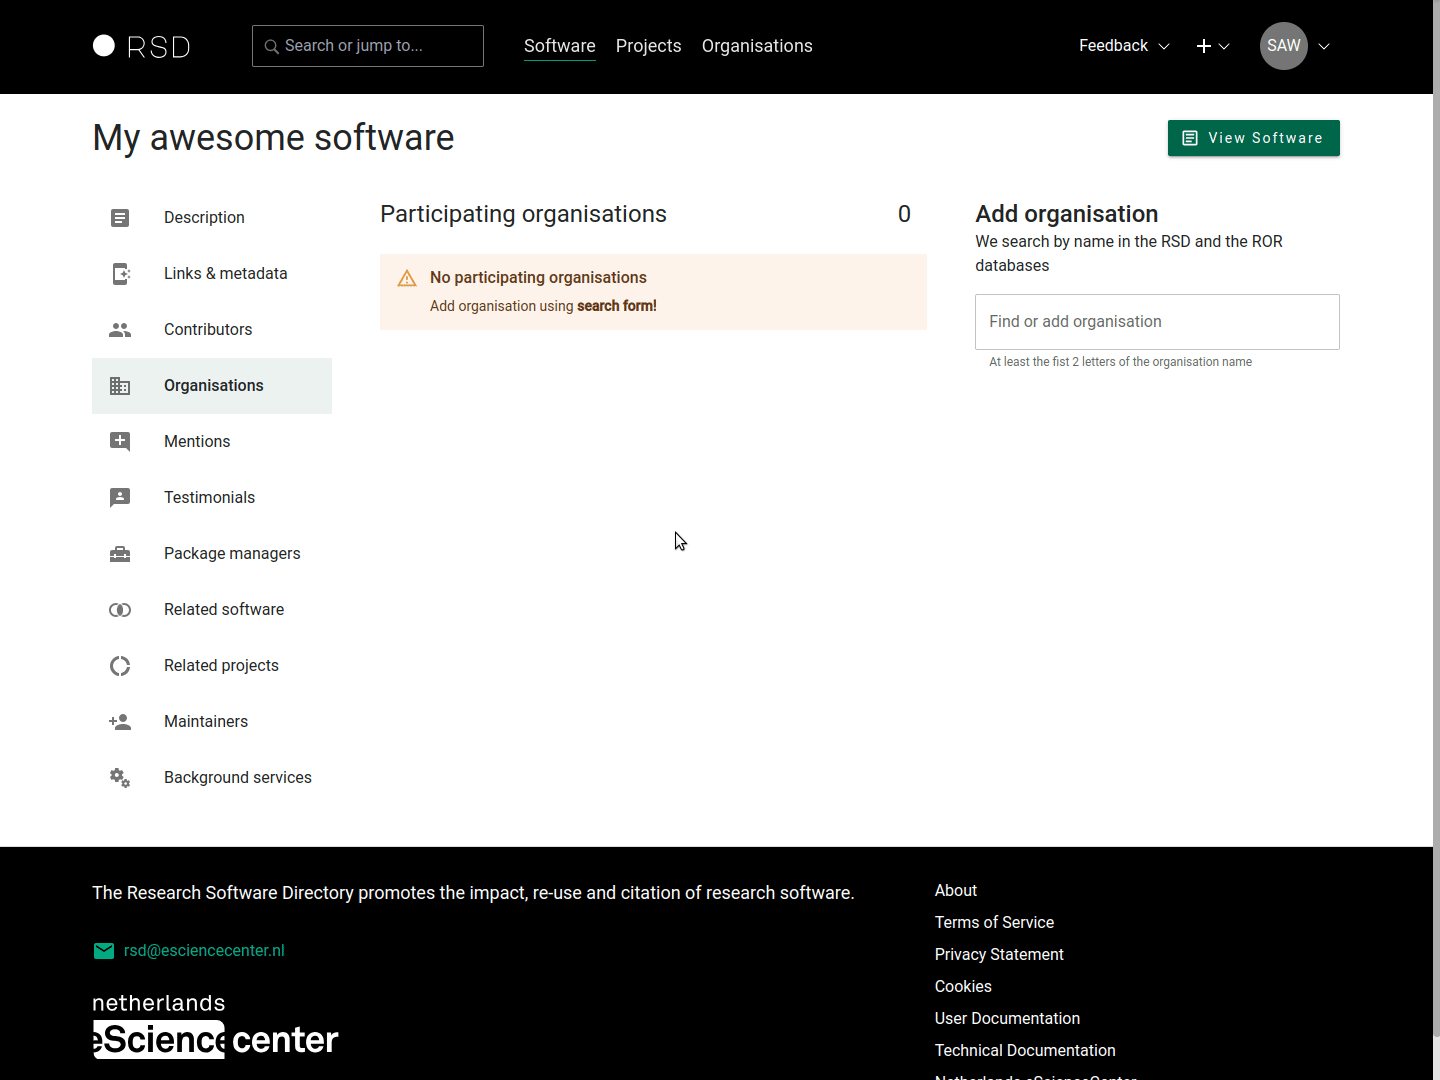 RSD
Search or jump to...
Software
Projects
Organisations
Feedback
SAW
My awesome software
View Software
Description
Links & metadata
Contributors
Organisations
Mentions
Testimonials
Package managers
Related software
Related projects
Maintainers
Background services
Participating organisations 0
No participating organisations
Add organisation using search form!
Add organisation
We search by name in the RSD and the ROR
databases
Find or add organisation
At least the fist 2 letters of the organisation name
The Research Software Directory promotes the impact, re-use and citation of research software.
rsd@esciencecenter.nl
netherlands
eScience center
About
Terms of Service
Privacy Statement
Cookies
User Documentation
Technical Documentation
Netherlands eScienceCenter